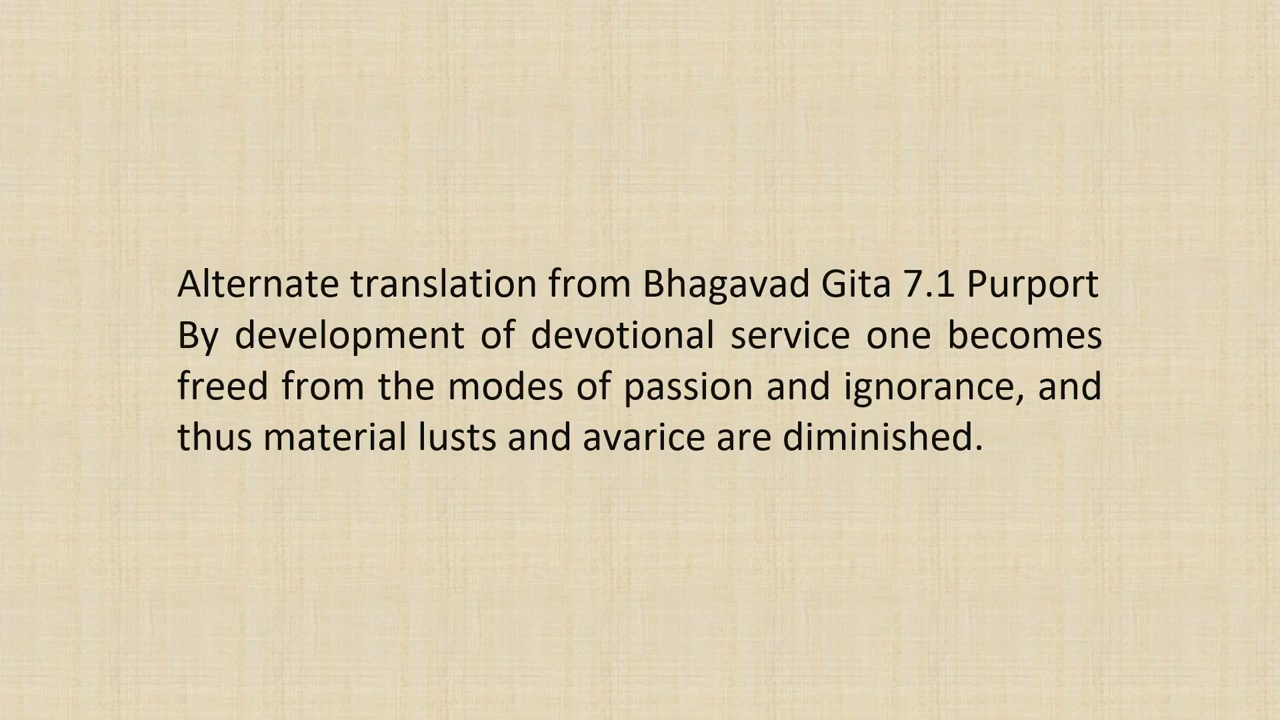 Alternate translation from Bhagavad Gita 7.1 Purport
By development of devotional service one becomes
freed from the modes of passion and ignorance, and
thus material lusts and avarice are diminished.